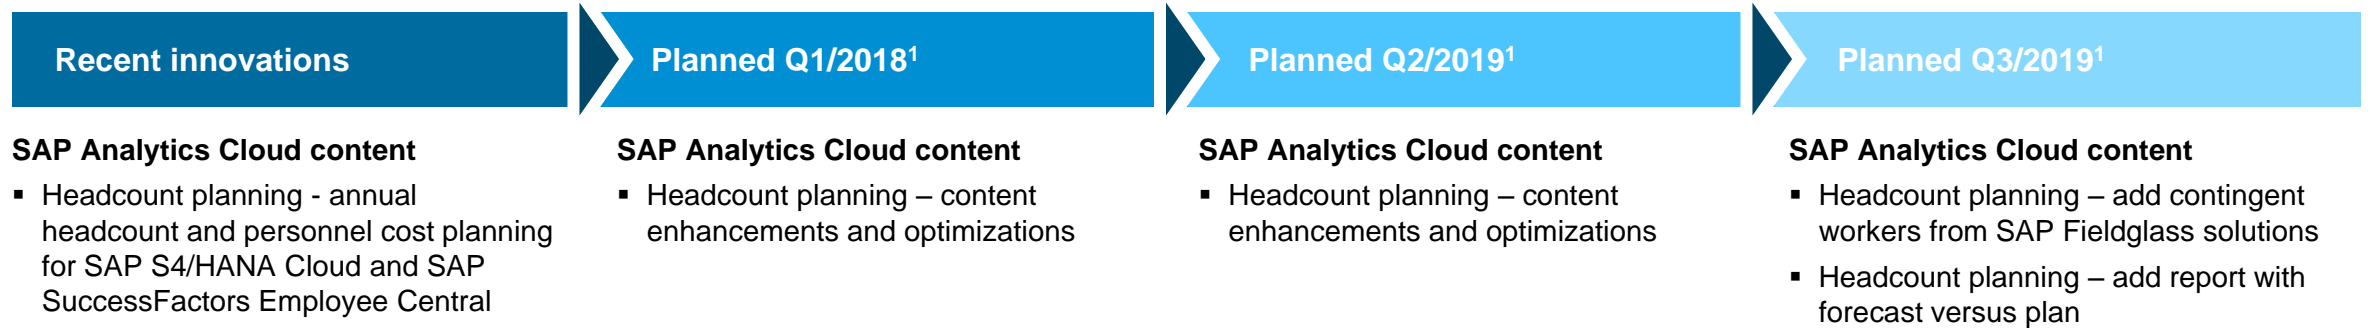 Recent innovations
Planned Q1/2018¹
Planned Q2/2019¹
Planned Q3/2019¹
SAP Analytics Cloud content
▪ Headcount planning - annual
headcount and personnel cost planning
for SAP S4/HANA Cloud and SAP
SuccessFactors Employee Central
SAP Analytics Cloud content
▪ Headcount planning – content
enhancements and optimizations
SAP Analytics Cloud content
▪ Headcount planning – content
enhancements and optimizations
SAP Analytics Cloud content
▪ Headcount planning – add contingent
workers from SAP Fieldglass solutions
▪ Headcount planning – add report with
forecast versus plan